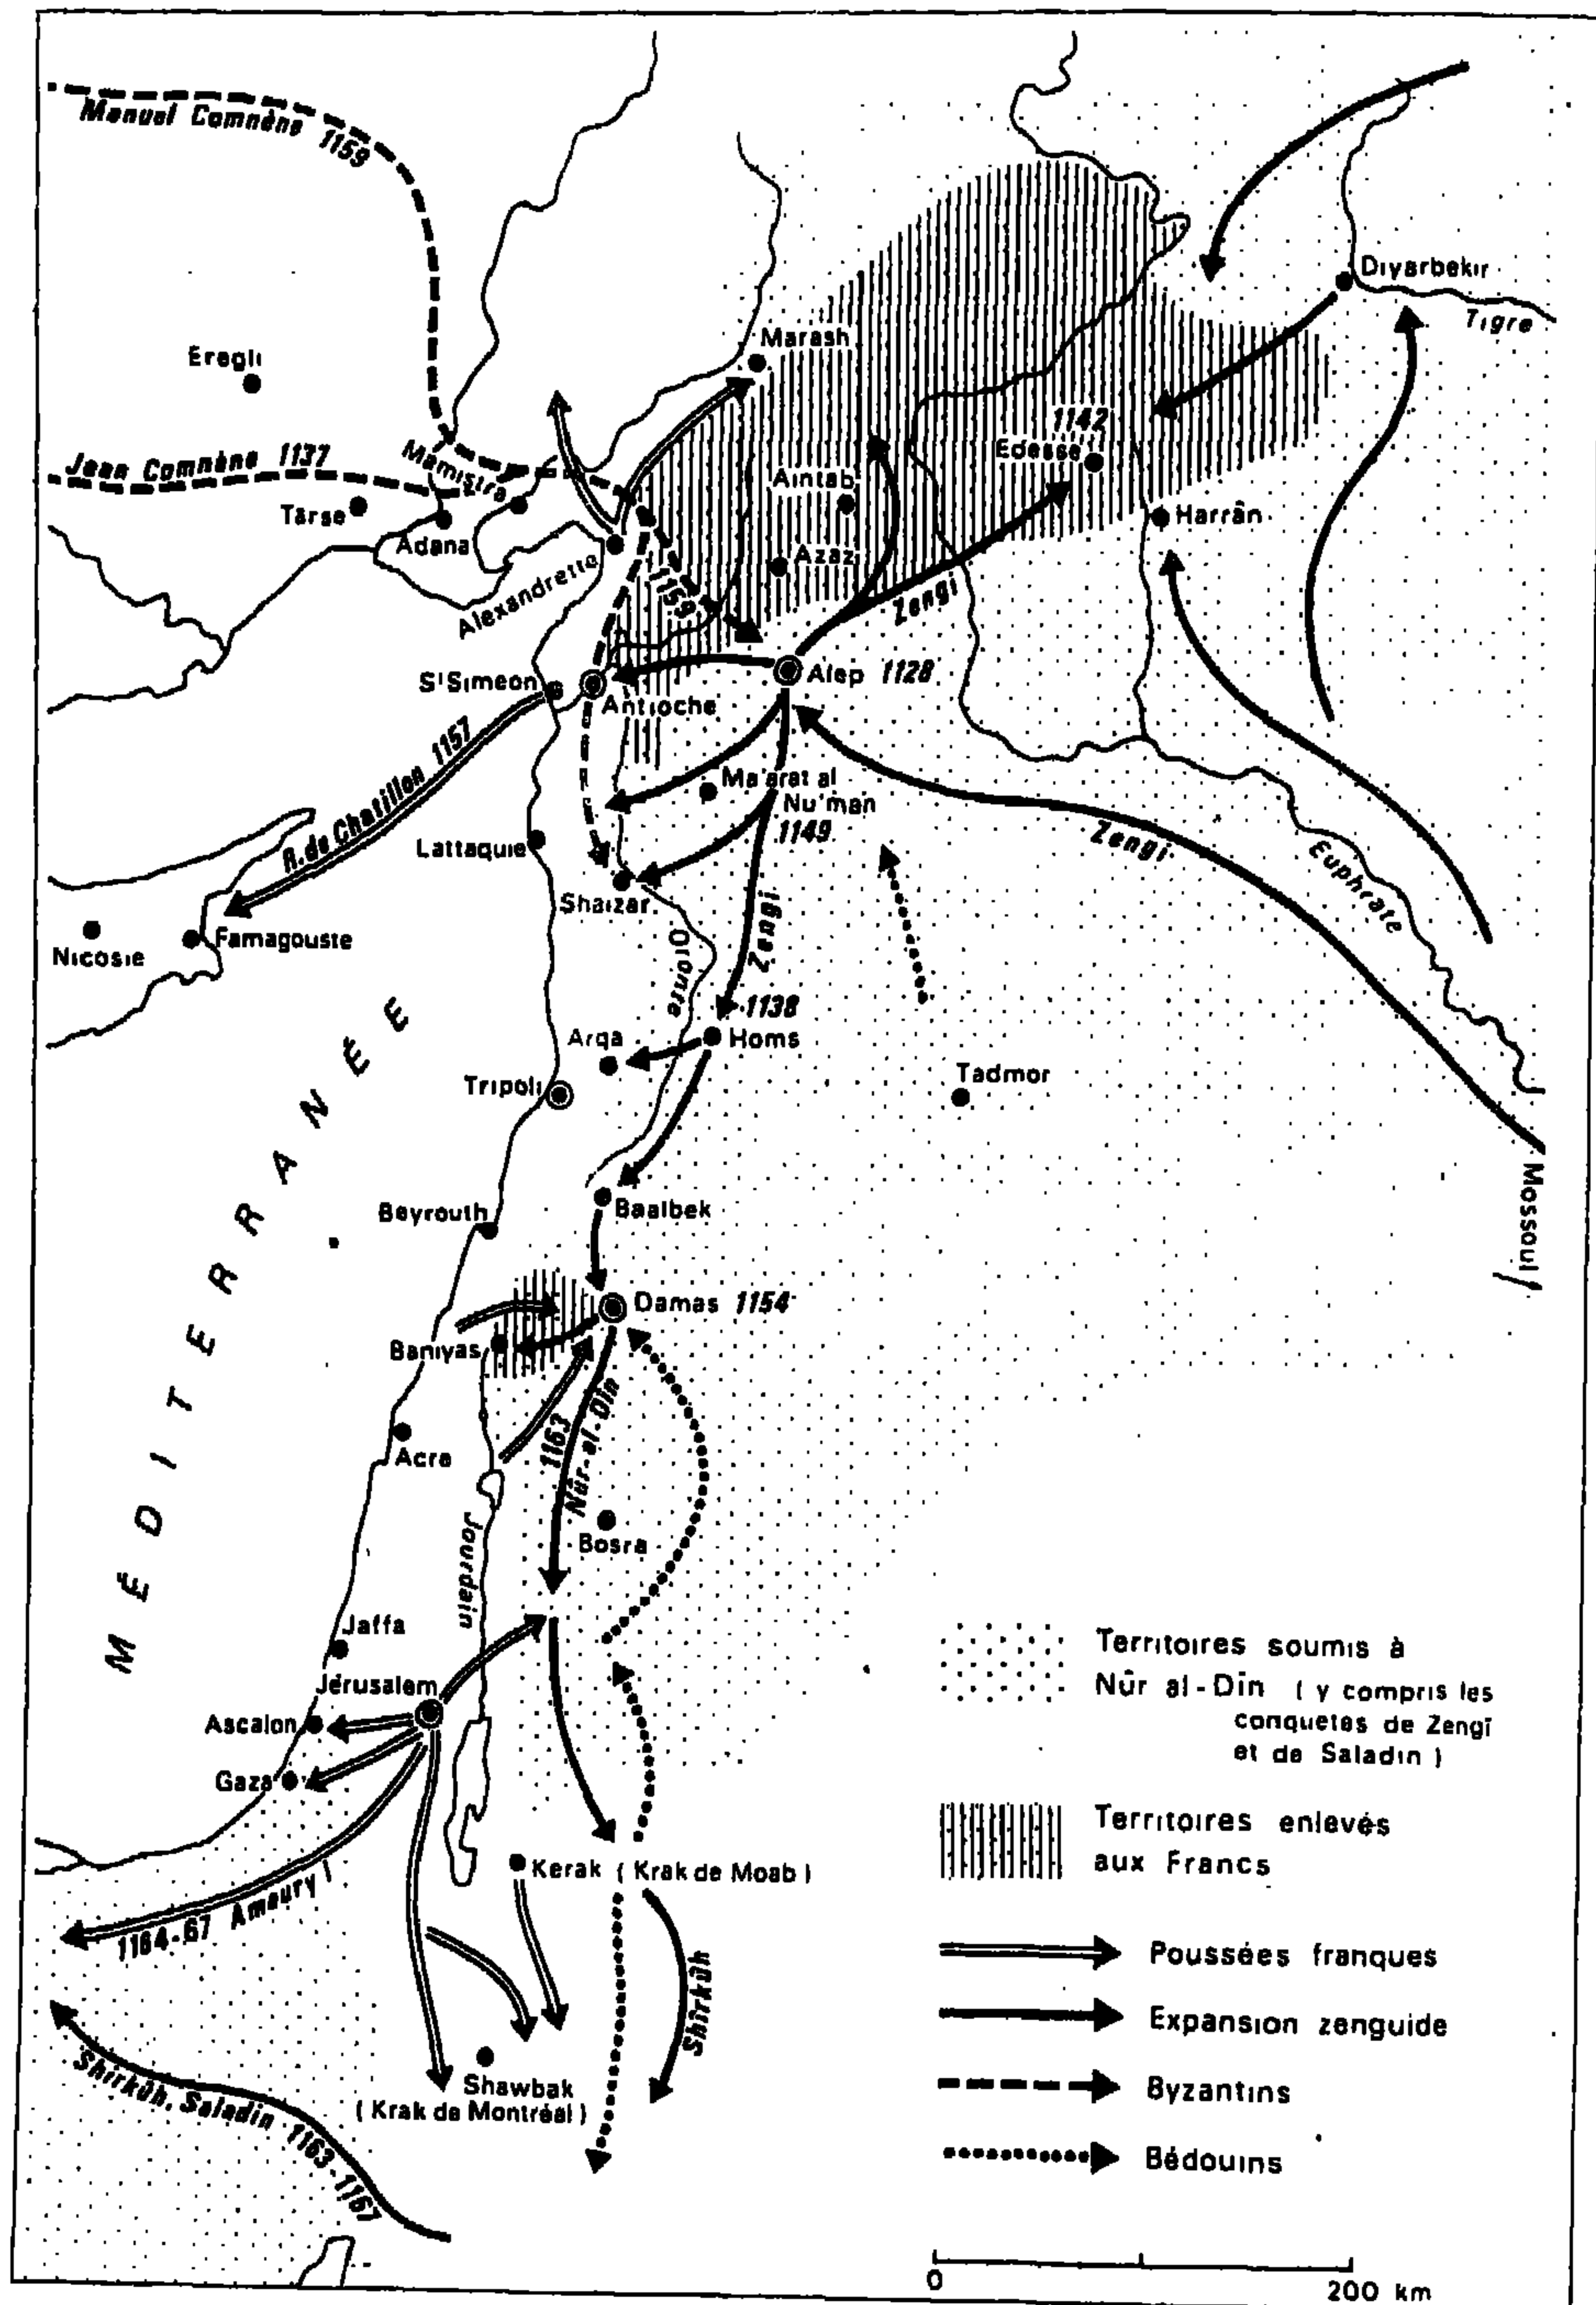 Manuel Comnène 1159
Diyarbekir
Tigre
Marash
Eregli
1142
Edesse
Jean Comnène 1137
Mamistra
Aintab
Tarse
Adana
Harrân
Azaz
Alexandrette
1159
Zengi
Alep 1128
St Simeon
Antioche
R. de Chatillon 1157
Ma'arat al
Nu'man
1149
Zengi
Euphrate
Lattaquie
Shaizar
Zengi
Oronte
Nicosie
Famagouste
1138
Homs
Arqa
Tadmor
Tripoli
MÉDITERRANÉE
Mossoul
Baalbek
Beyrouth
Damas 1154
Baniyas
1163
Nûr-al-Dîn
Acre
Bosra
Jourdain
Jaffa
Jérusalem
Ascalon
Gaza
Kerak (Krak de Moab)
1164-67 Amaury I
Shîrkûh
Shawbak
(Krak de Montréal)
Shîrkûh, Saladin 1163-1167
Territoires soumis à
Nûr al-Dîn (y compris les
conquetes de Zengî
et de Saladin)
Territoires enlevés
aux Francs
Poussées franques
Expansion zenguide
Byzantins
Bédouins
0
200 km